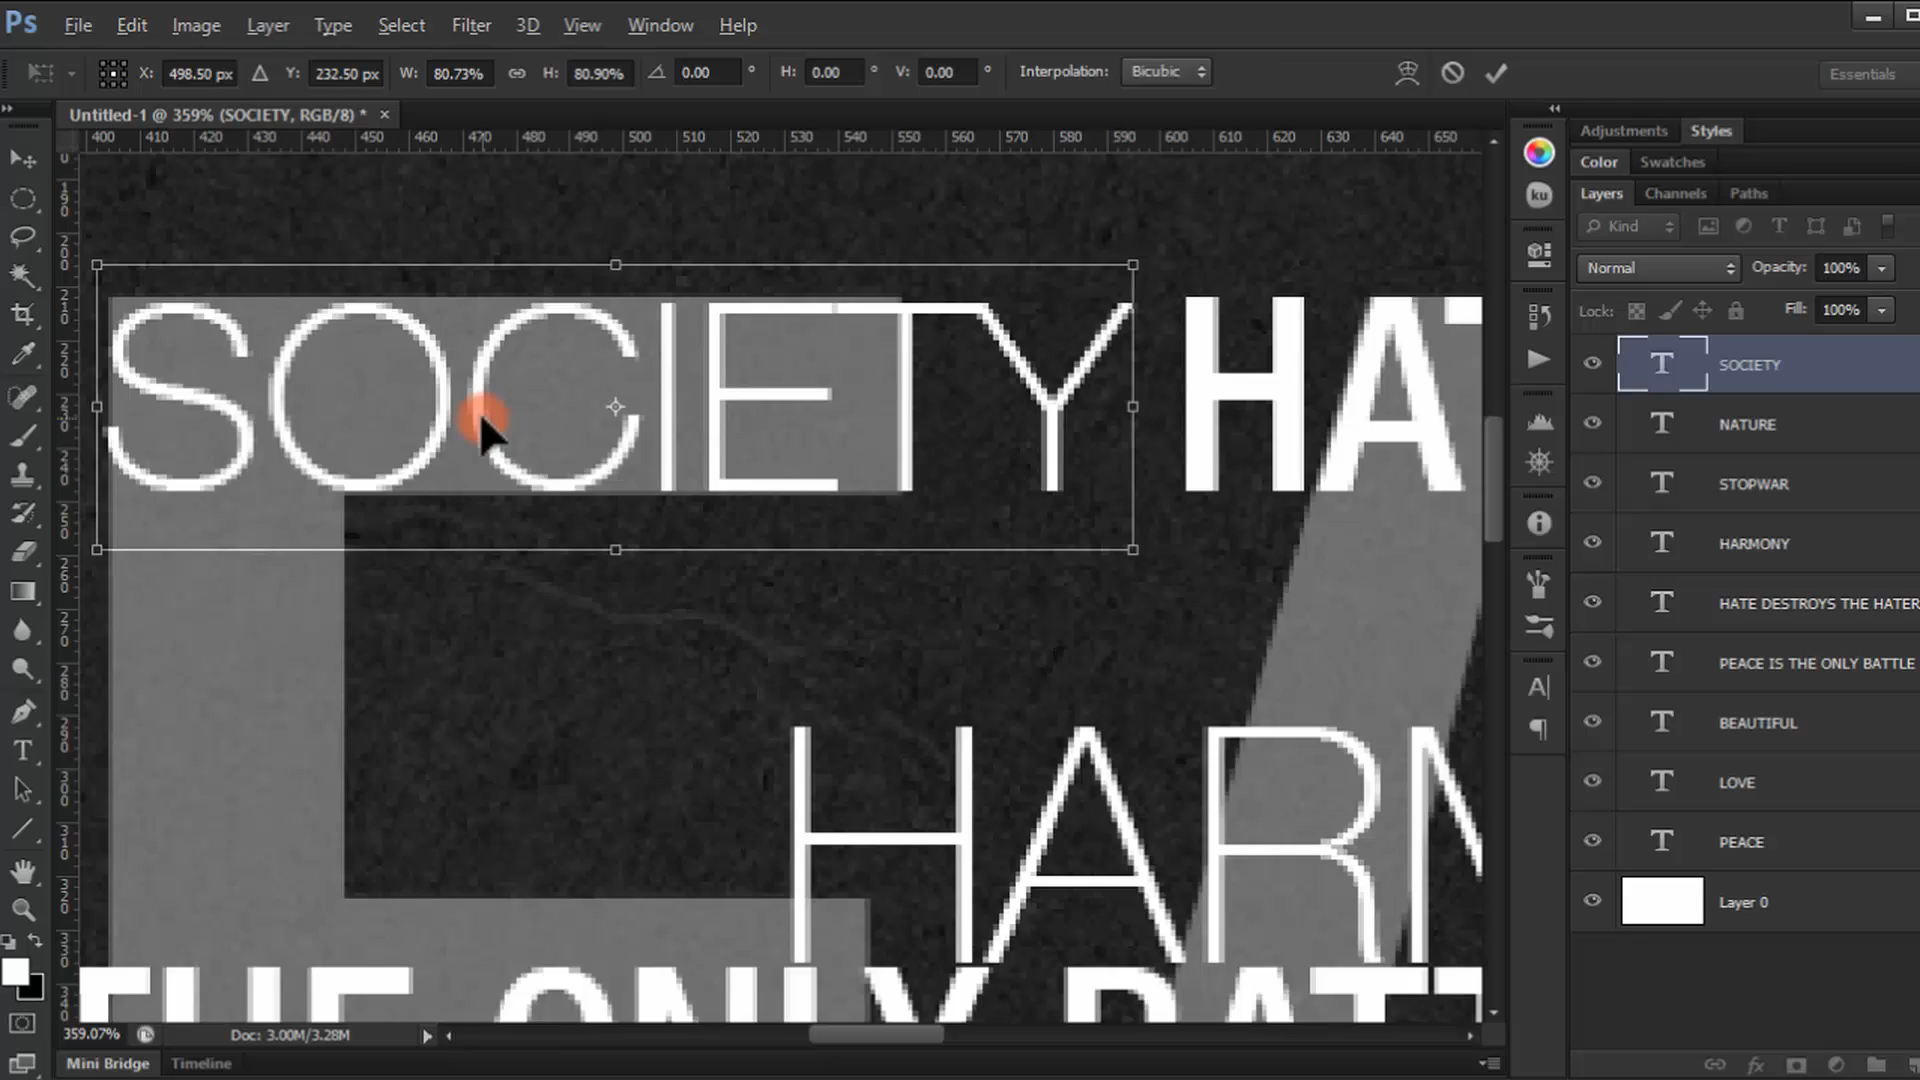 Ps File Edit Image Layer Type Select Filter 3D View Window Help
X: 498.50 px Y: 232.50 px W: 80.73% H: 80.90% 0.00 ° H: 0.00 ° V: 0.00 ° Interpolation: Bicubic Essentials
Untitled-1 @ 359% (SOCIETY, RGB/8) * ×
400 410 420 430 440 450 460 470 480 490 500 510 520 530 540 550 560 570 580 590 600 610 620 630 640 650
Adjustments Styles
Color Swatches
Layers Channels Paths
Kind
Normal Opacity: 100%
Lock: Fill: 100%
SOCIETY
NATURE
STOPWAR
HARMONY
HATE DESTROYS THE HATER
PEACE IS THE ONLY BATTLE
BEAUTIFUL
LOVE
PEACE
Layer 0
ku
SOCIETY HAT
HARM
THE ONLY BATT
359.07% Doc: 3.00M/3.28M
Mini Bridge Timeline